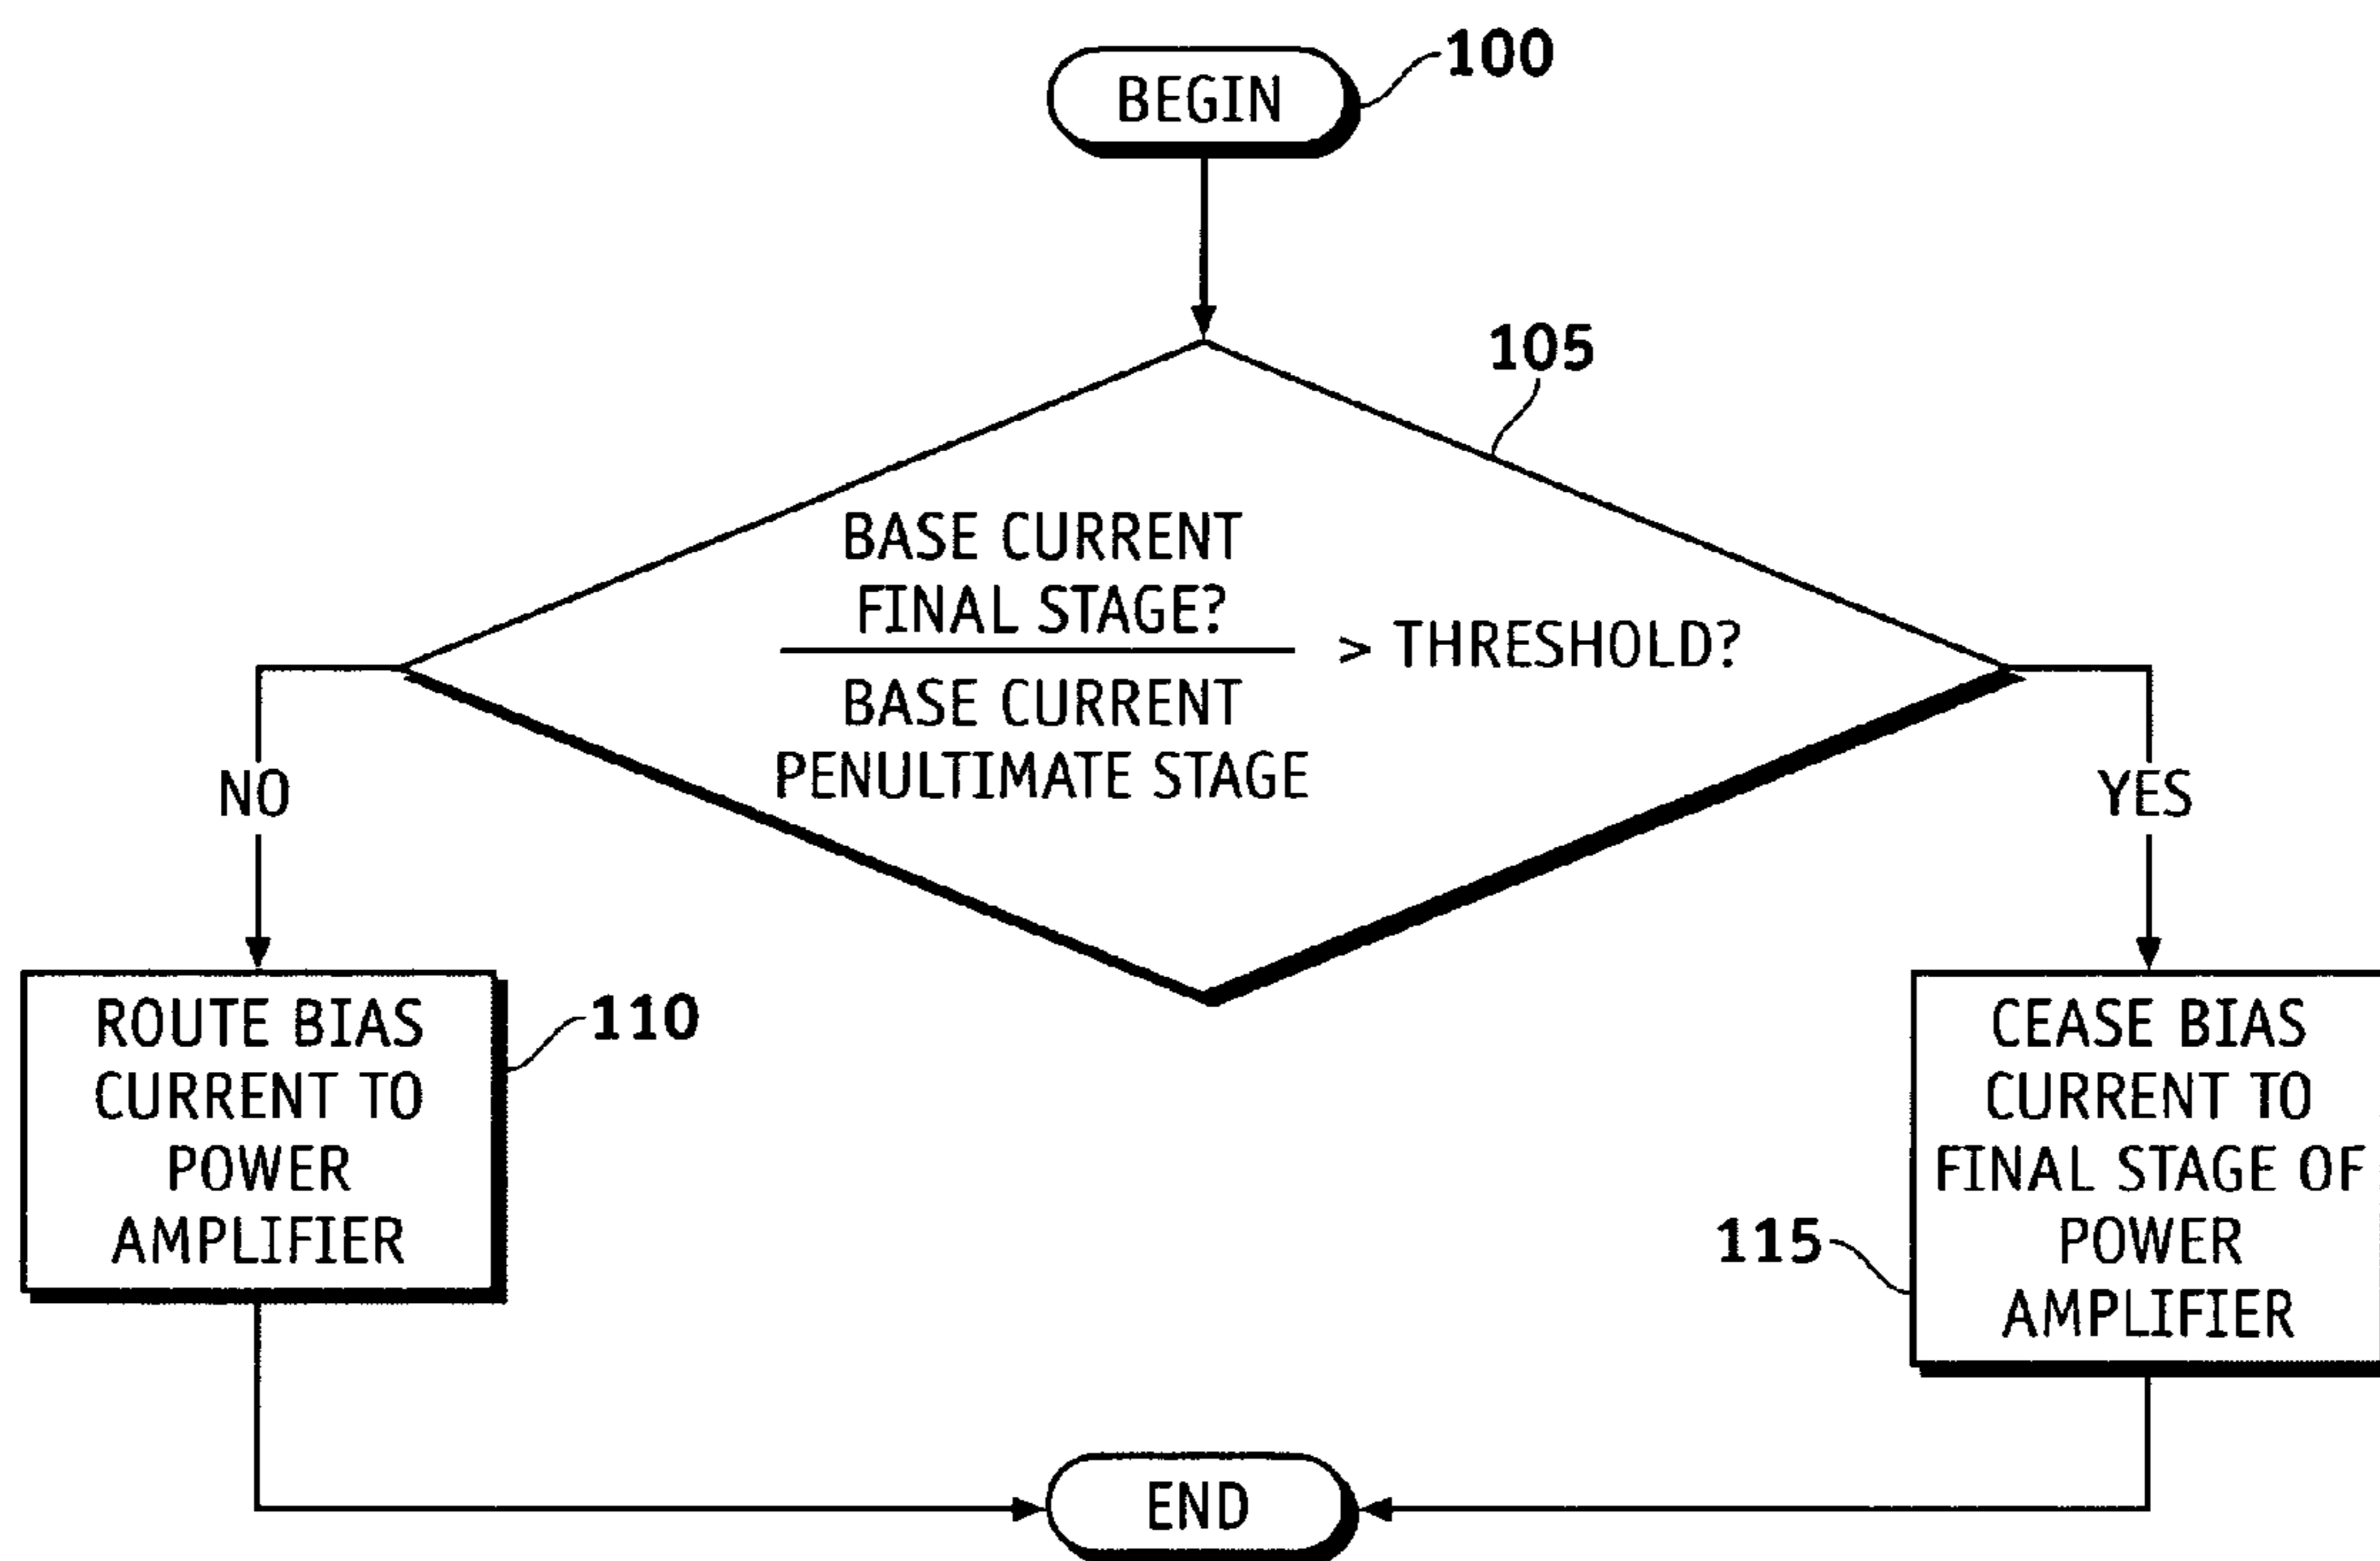 BEGIN
100
105
BASE CURRENT
FINAL STAGE?
> THRESHOLD?
BASE CURRENT
PENULTIMATE STAGE
NO
YES
ROUTE BIAS
CURRENT TO
POWER
AMPLIFIER
110
CEASE BIAS
CURRENT TO
FINAL STAGE OF
POWER
AMPLIFIER
115
END